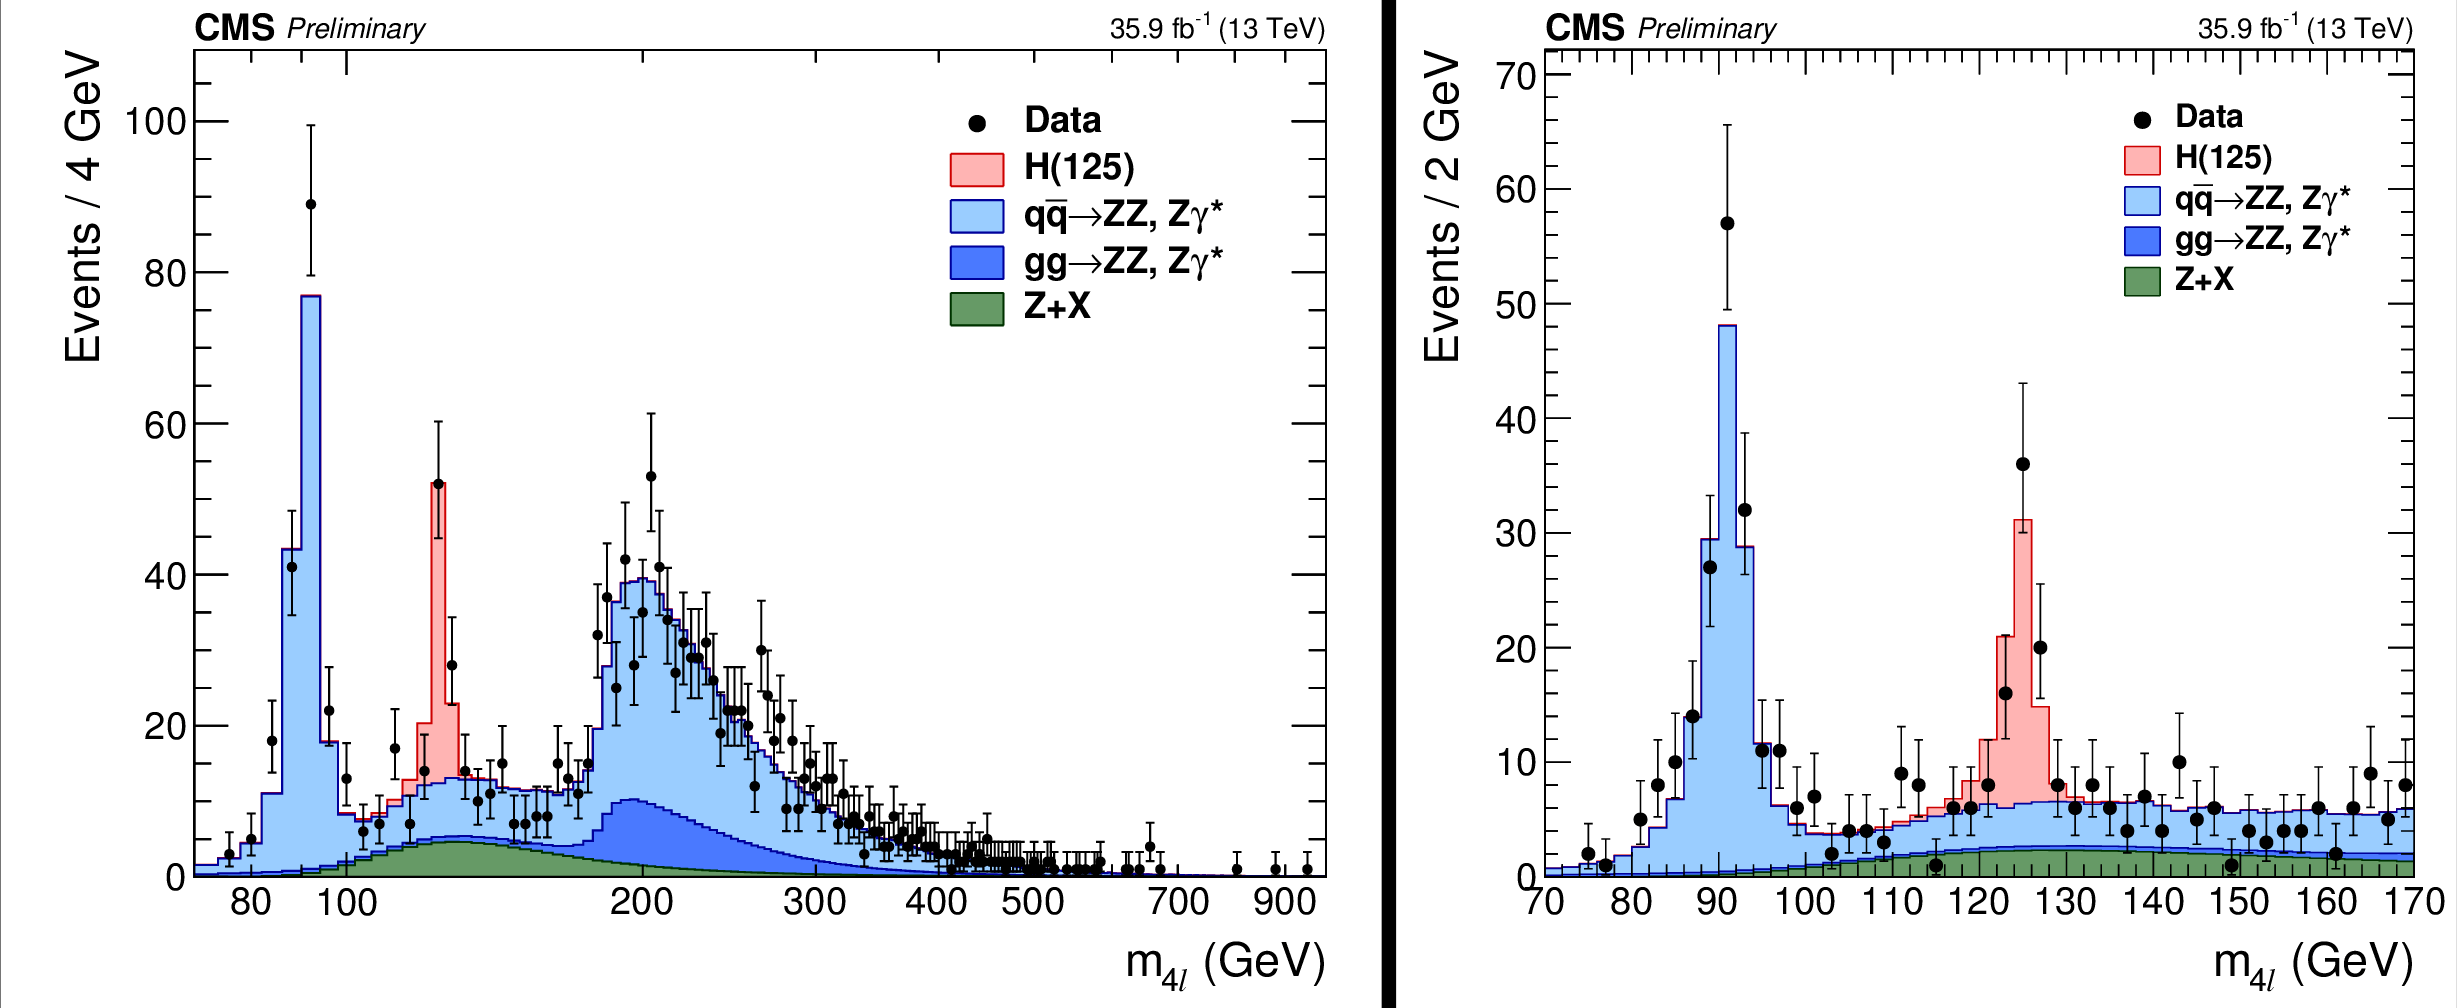 CMS Preliminary 35.9 fb⁻¹ (13 TeV)
Events / 4 GeV
100
80
60
40
20
0
Data
H(125)
qq̅→ZZ, Zγ*
gg→ZZ, Zγ*
Z+X
80 100 200 300 400 500 700 900
m4l (GeV)
CMS Preliminary 35.9 fb⁻¹ (13 TeV)
Events / 2 GeV
70
60
50
40
30
20
10
0
Data
H(125)
qq̅→ZZ, Zγ*
gg→ZZ, Zγ*
Z+X
70 80 90 100 110 120 130 140 150 160 170
m4l (GeV)